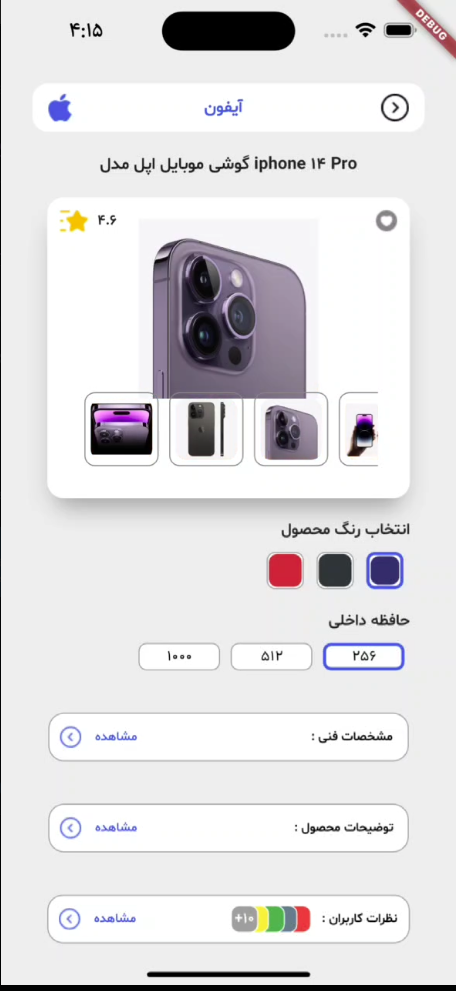 ۴:۱۵
DEBUG
آیفون
گوشی موبایل اپل مدل iphone ۱۴ Pro
۴.۶
انتخاب رنگ محصول
حافظه داخلی
۲۵۶ ۵۱۲ ۱۰۰۰
مشخصات فنی : مشاهده
توضیحات محصول : مشاهده
نظرات کاربران : +۱۰ مشاهده